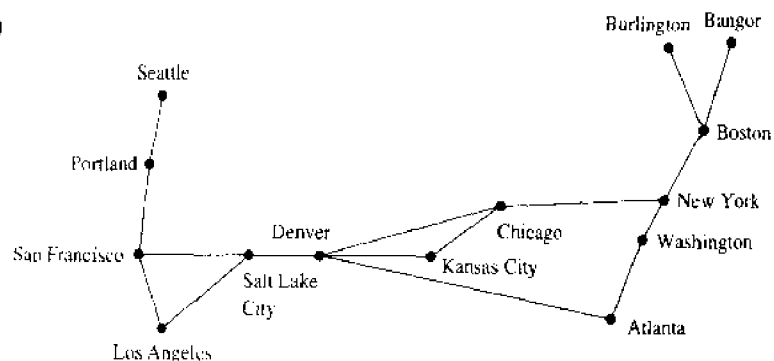 Burlington
Bangor
Seattle
Boston
Portland
New York
Denver
Chicago
Washington
San Francisco
Kansas City
Salt Lake
City
Atlanta
Los Angeles